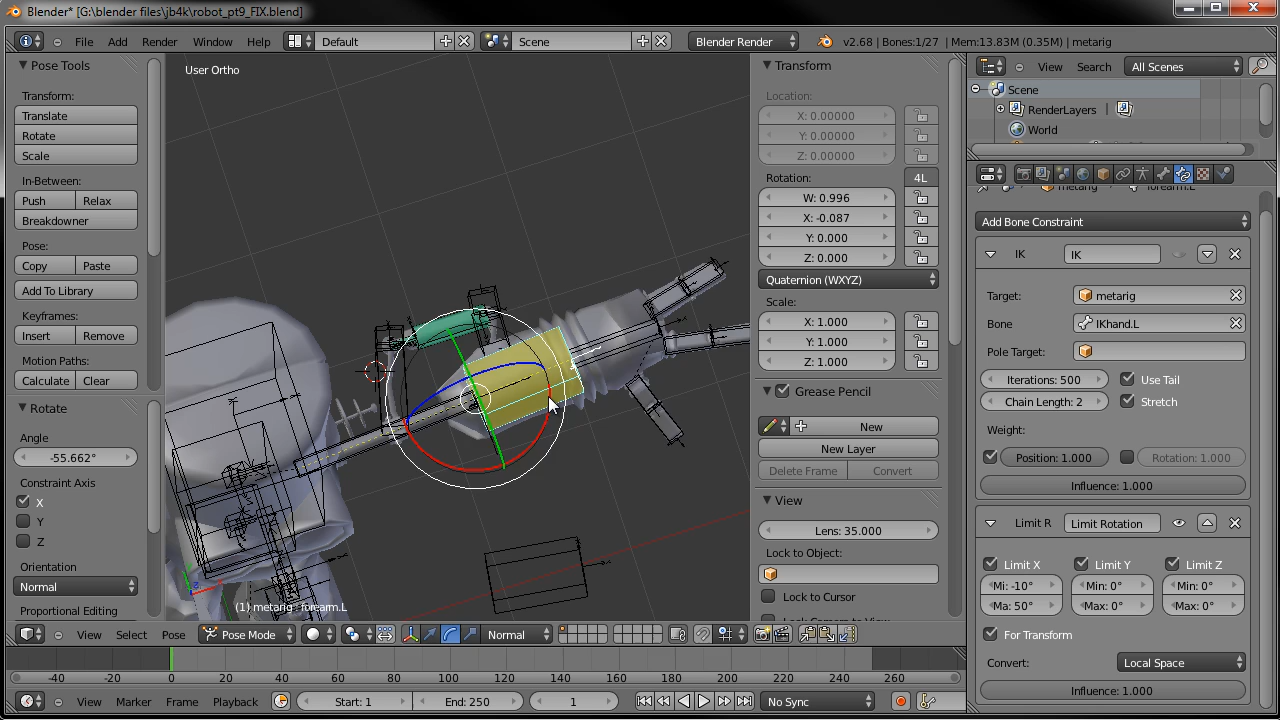 Blender* [G:\blender files\jb4k\robot_pt9_FIX.blend]
File Add Render Window Help Default Scene Blender Render v2.68 | Bones:1/27 | Mem:13.83M (0.35M) | metarig
Pose Tools
Transform:
Translate
Rotate
Scale
In-Between:
Push Relax
Breakdowner
Pose:
Copy Paste
Add To Library
Keyframes:
Insert Remove
Motion Paths:
Calculate Clear
Rotate
Angle
-55.662°
Constraint Axis
X
Y
Z
Orientation
Normal
Proportional Editing
User Ortho
(1) metarig : forearm.L
Transform
Location:
X: 0.00000
Y: 0.00000
Z: 0.00000
Rotation: 4L
W: 0.996
X: -0.087
Y: 0.000
Z: 0.000
Quaternion (WXYZ)
Scale:
X: 1.000
Y: 1.000
Z: 1.000
Grease Pencil
New
New Layer
Delete Frame Convert
View
Lens: 35.000
Lock to Object:
Lock to Cursor
Lock Camera to View
View Search All Scenes
Scene
RenderLayers |
World
metarig forearm.L
Add Bone Constraint
IK IK
Target: metarig
Bone IKhand.L
Pole Target:
Iterations: 500 Use Tail
Chain Length: 2 Stretch
Weight:
Position: 1.000 Rotation: 1.000
Influence: 1.000
Limit R Limit Rotation
Limit X Limit Y Limit Z
Mi: -10° Min: 0° Min: 0°
Ma: 50° Max: 0° Max: 0°
For Transform
Convert: Local Space
Influence: 1.000
View Select Pose Pose Mode Normal
-40 -20 0 20 40 60 80 100 120 140 160 180 200 220 240 260
View Marker Frame Playback Start: 1 End: 250 1 No Sync